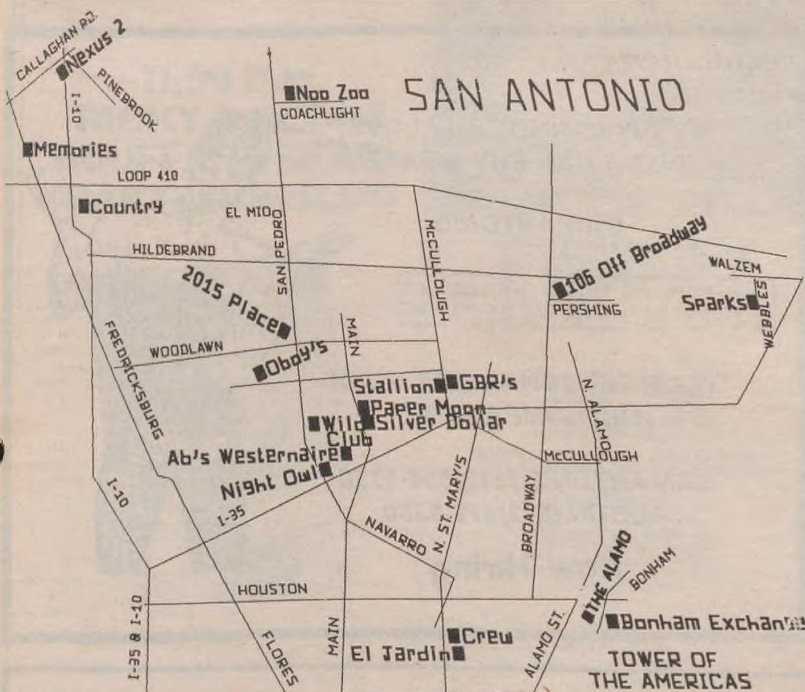 CALLAGHAN RD.
Nexus 2
PINEBROOK
I-10
Noo Zoo
COACHLIGHT
SAN ANTONIO
Memories
LOOP 410
Country
EL MIO
SAN PEDRO
McCULLOUGH
HILDEBRAND
106 Off Broadway
WALZEM
PERSHING
Sparks
WEBBLES
2015 Place
MAIN
WOODLAWN
Oboy's
FREDRICKSBURG
Stallion
GBR's
N. ALAMO
Paper Moon
Wild
Club
Silver Dollar
Ab's Westernaire
McCULLOUGH
Night Owl
I-10
I-35
N. ST. MARY'S
BROADWAY
NAVARRO
HOUSTON
THE ALAMO
BONHAM
I-35 & I-10
FLORES
MAIN
Crew
El Jardin
ALAMO ST.
Bonham Exchange
TOWER OF
THE AMERICAS